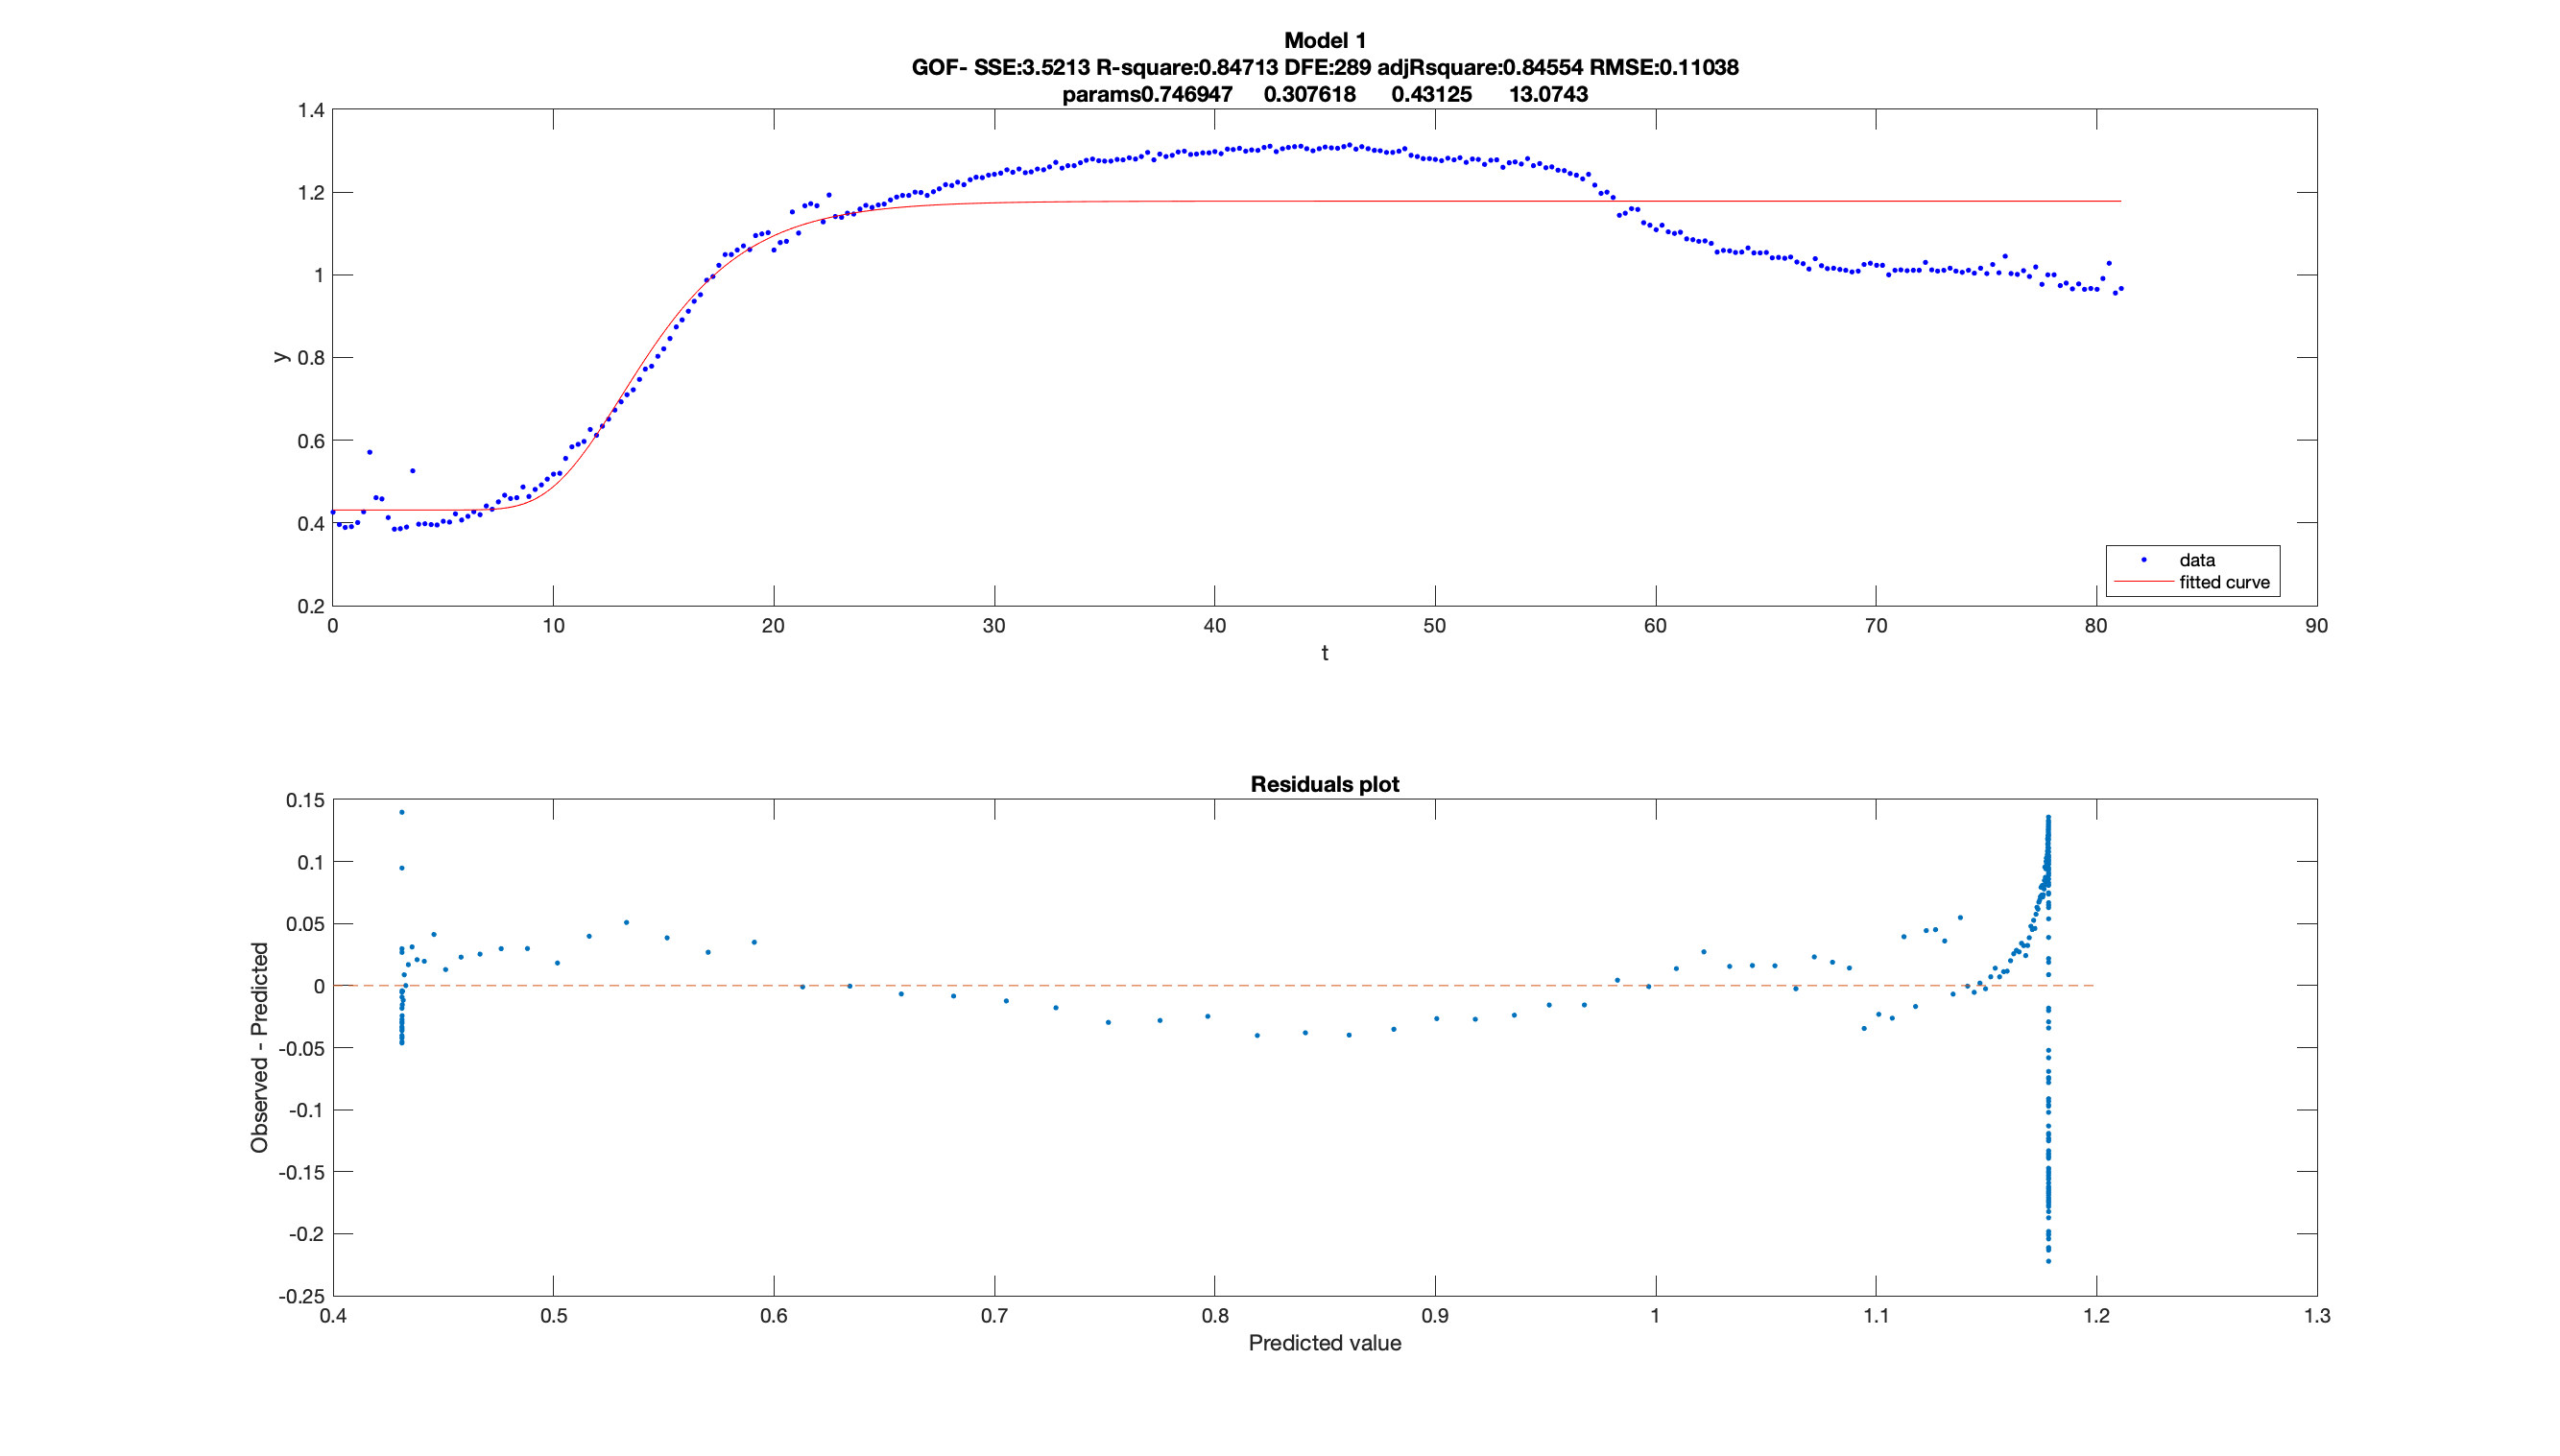 Model 1
GOF- SSE:3.5213 R-square:0.84713 DFE:289 adjRsquare:0.84554 RMSE:0.11038
params0.746947 0.307618 0.43125 13.0743
1.4
1.2
1
0.8
0.6
0.4
0.2
y
0 10 20 30 40 50 60 70 80 90
t
data
fitted curve
Residuals plot
0.15
0.1
0.05
0
-0.05
-0.1
-0.15
-0.2
-0.25
Observed - Predicted
0.4 0.5 0.6 0.7 0.8 0.9 1 1.1 1.2 1.3
Predicted value